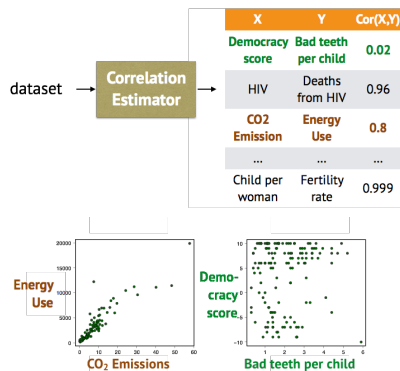 X Y Cor(X,Y)
Democracy score Bad teeth per child 0.02
dataset
Correlation Estimator
HIV Deaths from HIV 0.96
CO2 Emission Energy Use 0.8
... ... ...
Child per woman Fertility rate 0.999
20000
15000
10000
5000
0
Energy Use
0 10 20 30 40 50 60
CO2 Emissions
10
5
0
-5
-10
Demo-
cracy
score
1 2 3 4 5 6
Bad teeth per child